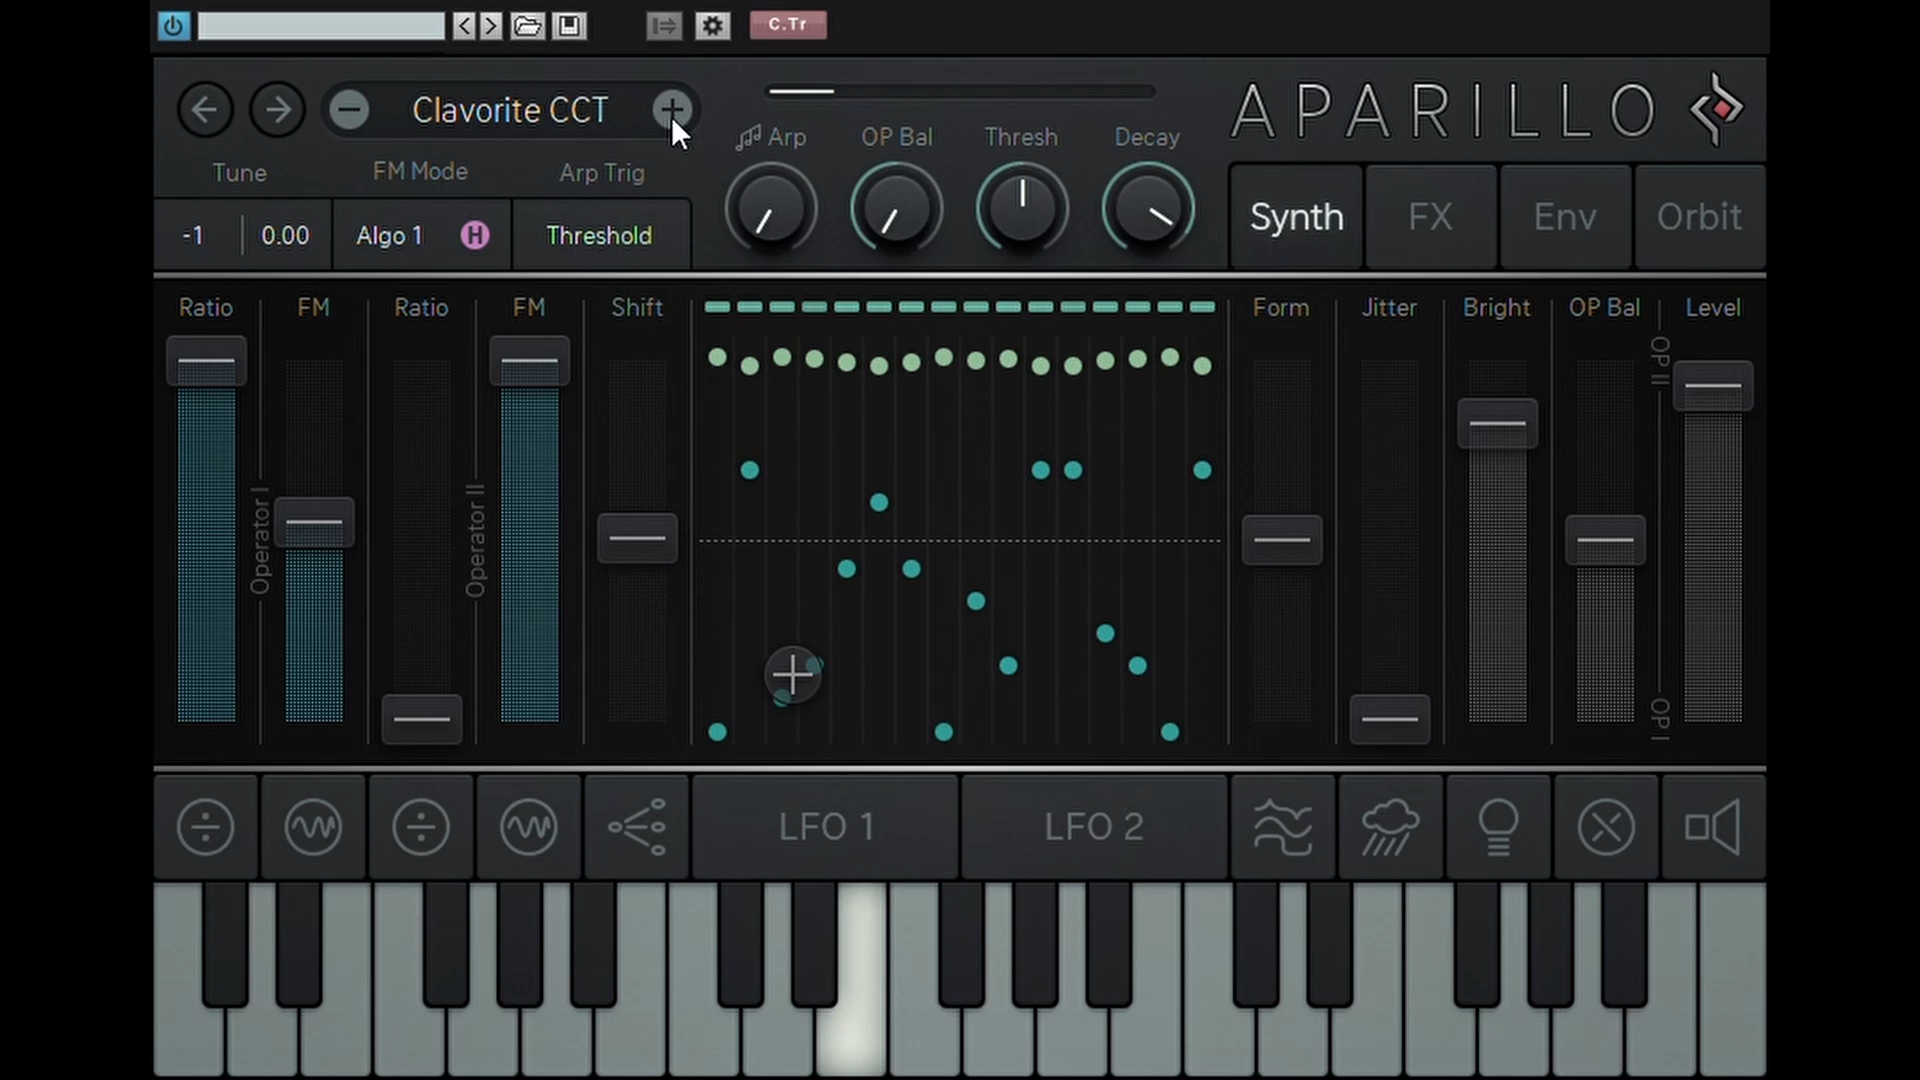 C.Tr
Clavorite CCT
APARILLO
Arp
OP Bal
Thresh
Decay
Tune
FM Mode
Arp Trig
-1
0.00
Algo 1
H
Threshold
Synth
FX
Env
Orbit
Ratio
FM
Ratio
FM
Shift
Form
Jitter
Bright
OP Bal
Level
Operator I
Operator II
OP II
OP I
LFO 1
LFO 2